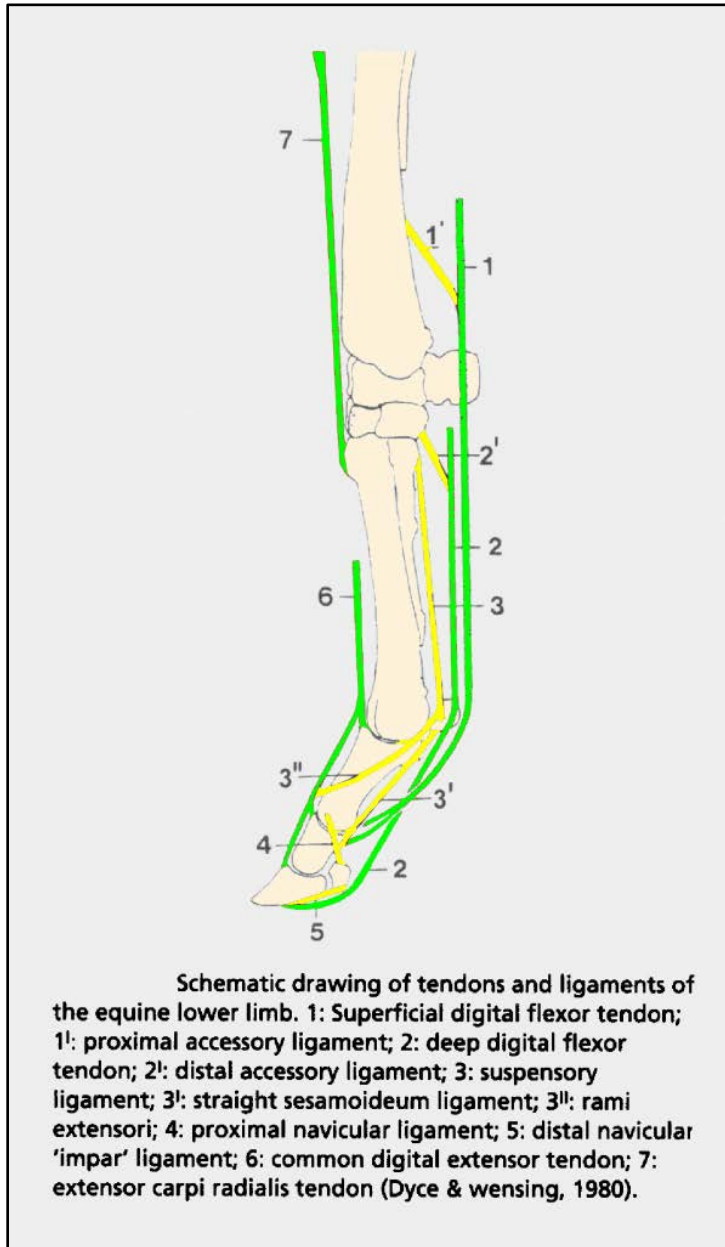 7
1'
1
2'
2
3
6
3"
3'
4
2
5
Schematic drawing of tendons and ligaments of
the equine lower limb. 1: Superficial digital flexor tendon;
1ᴵ: proximal accessory ligament; 2: deep digital flexor
tendon; 2ᴵ: distal accessory ligament; 3: suspensory
ligament; 3ᴵ: straight sesamoideum ligament; 3ᴵᴵ: rami
extensori; 4: proximal navicular ligament; 5: distal navicular
'impar' ligament; 6: common digital extensor tendon; 7:
extensor carpi radialis tendon (Dyce & wensing, 1980).